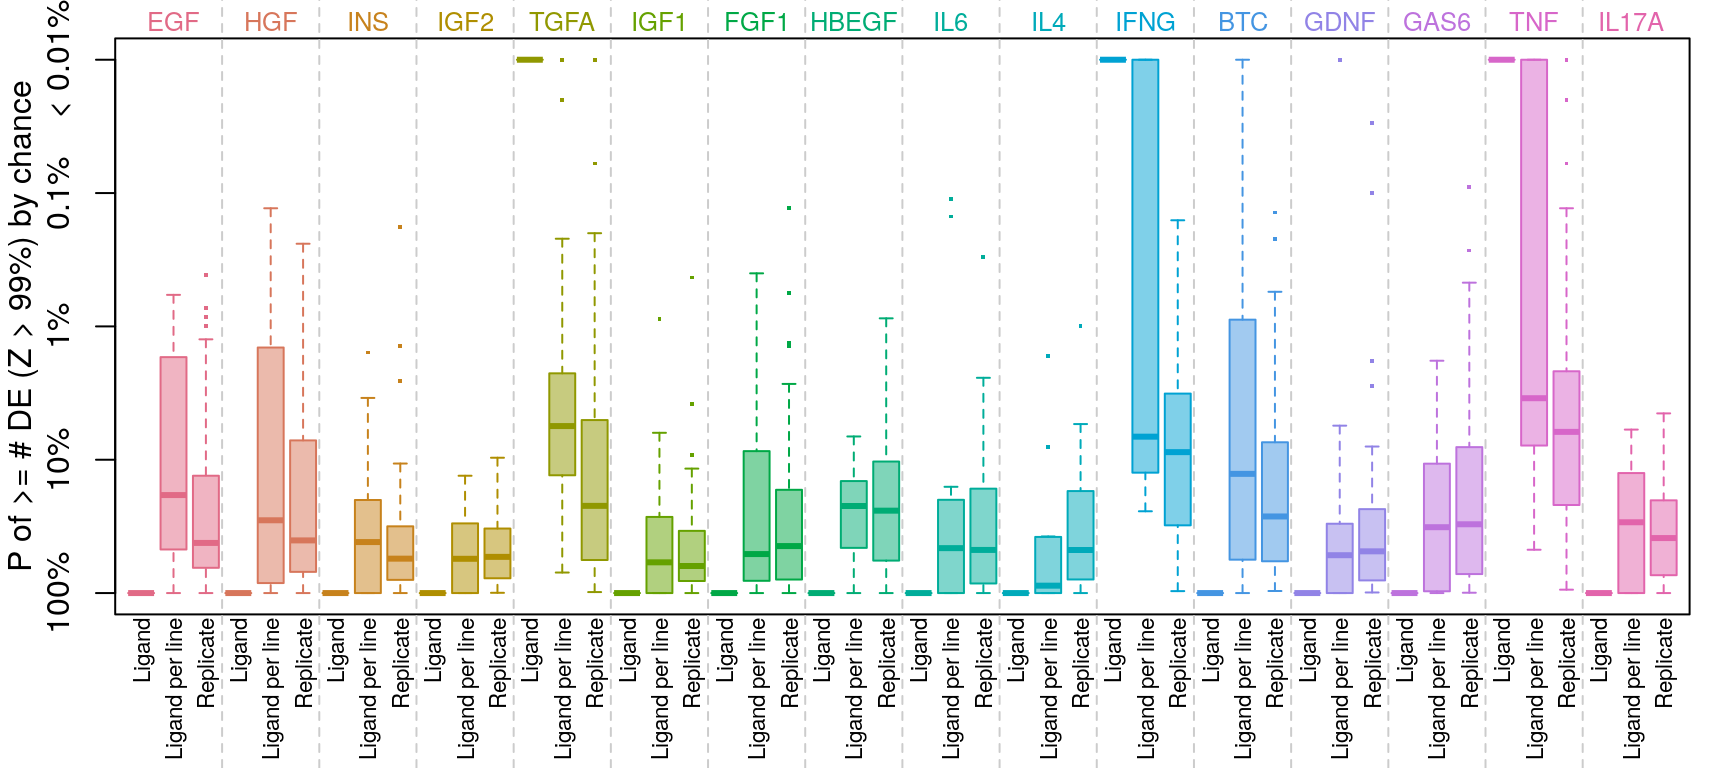 EGF HGF INS IGF2 TGFA IGF1 FGF1 HBEGF IL6 IL4 IFNG BTC GDNF GAS6 TNF IL17A
P of >= # DE (Z > 99%) by chance
< 0.01%
0.1%
1%
10%
100%
Ligand
Ligand per line
Replicate
Ligand
Ligand per line
Replicate
Ligand
Ligand per line
Replicate
Ligand
Ligand per line
Replicate
Ligand
Ligand per line
Replicate
Ligand
Ligand per line
Replicate
Ligand
Ligand per line
Replicate
Ligand
Ligand per line
Replicate
Ligand
Ligand per line
Replicate
Ligand
Ligand per line
Replicate
Ligand
Ligand per line
Replicate
Ligand
Ligand per line
Replicate
Ligand
Ligand per line
Replicate
Ligand
Ligand per line
Replicate
Ligand
Ligand per line
Replicate
Ligand
Ligand per line
Replicate